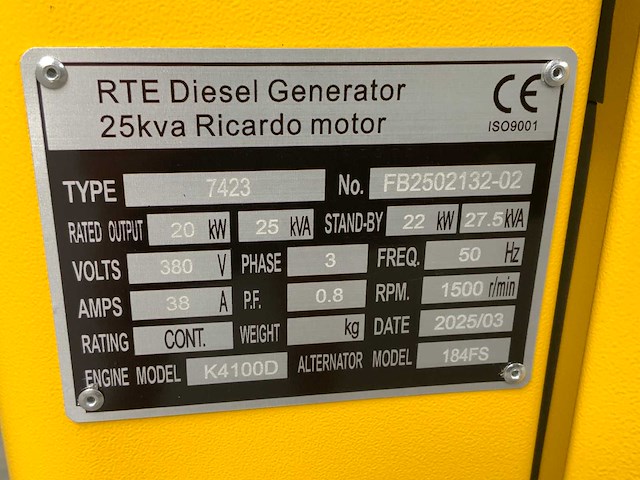 RTE Diesel Generator
25kva Ricardo motor
CE
ISO9001
TYPE 7423 No. FB2502132-02
RATED OUTPUT 20 kW 25 kVA STAND-BY 22 kW 27.5kVA
VOLTS 380 V PHASE 3 FREQ. 50 Hz
AMPS 38 A P.F. 0.8 RPM. 1500 r/min
RATING CONT. WEIGHT kg DATE 2025/03
ENGINE MODEL K4100D ALTERNATOR MODEL 184FS